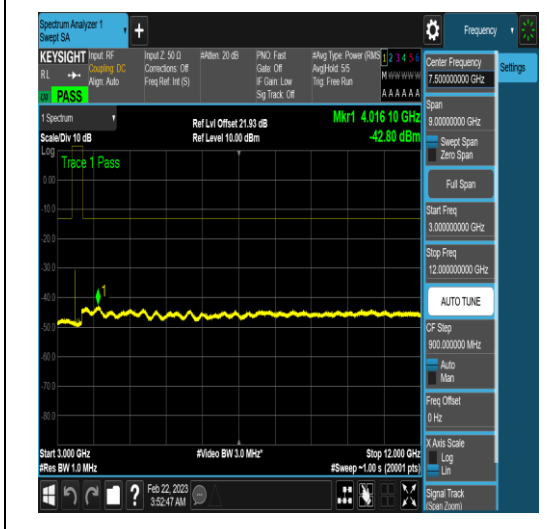 Spectrum Analyzer 1
Swept SA
Frequency
KEYSIGHT
Input: RF
Input Z: 50 Ω
#Atten: 20 dB
PNO: Fast
#Avg Type: Power (RMS
1 2 3 4 5 6
RL
Coupling: DC
Corrections: Off
Gate: Off
Avg|Hold: 5/5
M W W W W W
Align: Auto
Freq Ref: Int (S)
IF Gain: Low
Trig: Free Run
Sig Track: Off
A A A A A A
PASS
1 Spectrum
Ref Lvl Offset 21.93 dB
Mkr1 4.016 10 GHz
Scale/Div 10 dB
Ref Level 10.00 dBm
-42.80 dBm
Log
Trace 1 Pass
0.00
-10.0
-20.0
-30.0
-40.0
1
-50.0
-60.0
-70.0
-80.0
Start 3.000 GHz
#Video BW 3.0 MHz*
Stop 12.000 GHz
#Res BW 1.0 MHz
#Sweep ~1.00 s (20001 pts)
Feb 22, 2023
3:52:47 AM
Settings
Center Frequency
7.500000000 GHz
Span
9.00000000 GHz
Swept Span
Zero Span
Full Span
Start Freq
3.000000000 GHz
Stop Freq
12.000000000 GHz
AUTO TUNE
CF Step
900.000000 MHz
Auto
Man
Freq Offset
0 Hz
X Axis Scale
Log
Lin
Signal Track
(Span Zoom)